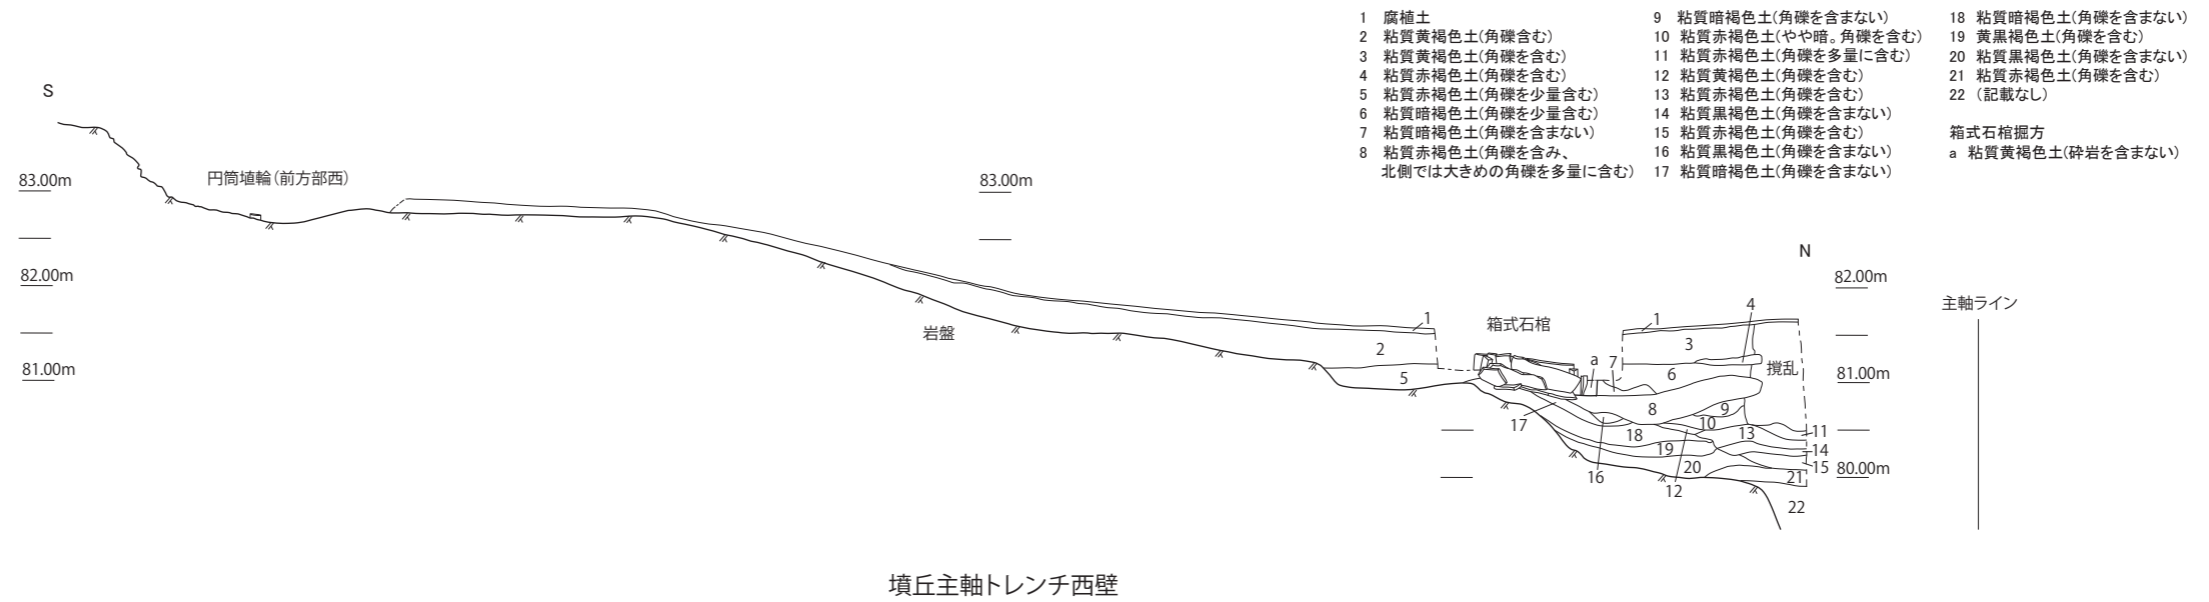 1 腐植土
2 粘質黄褐色土(角礫含む)
3 粘質黄褐色土(角礫を含む)
4 粘質赤褐色土(角礫を含む)
5 粘質赤褐色土(角礫を少量含む)
6 粘質暗褐色土(角礫を少量含む)
7 粘質暗褐色土(角礫を含まない)
8 粘質赤褐色土(角礫を含み、
北側では大きめの角礫を多量に含む)
9 粘質暗褐色土(角礫を含まない)
10 粘質赤褐色土(やや暗。角礫を含む)
11 粘質赤褐色土(角礫を多量に含む)
12 粘質黄褐色土(角礫を含む)
13 粘質赤褐色土(角礫を含む)
14 粘質黒褐色土(角礫を含まない)
15 粘質赤褐色土(角礫を含む)
16 粘質黒褐色土(角礫を含まない)
17 粘質暗褐色土(角礫を含まない)
18 粘質暗褐色土(角礫を含まない)
19 黄黒褐色土(角礫を含む)
20 粘質黒褐色土(角礫を含まない)
21 粘質赤褐色土(角礫を含む)
22 (記載なし)
箱式石棺掘方
a 粘質黄褐色土(砕岩を含まない)
S
83.00m
円筒埴輪(前方部西)
83.00m
82.00m
81.00m
岩盤
N
82.00m
主軸ライン
箱式石棺
1
1
4
2
3
a
7
6
撹乱
81.00m
5
8
9
10
17
18
13
11
19
14
16
12
20
21
15
80.00m
22
墳丘主軸トレンチ西壁